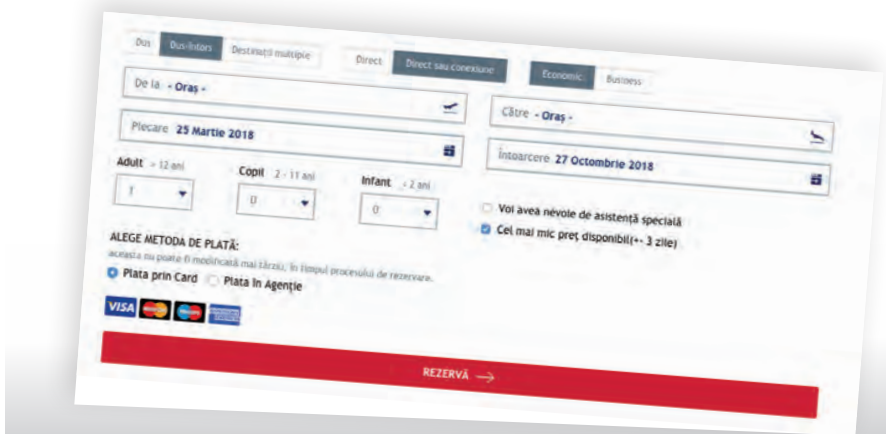 Dus Dus-întors Destinații multiple Direct Direct sau conexiune Economic Business
De la - Oraș -
Către - Oraș -
Plecare 25 Martie 2018
Întoarcere 27 Octombrie 2018
Adult > 12 ani Copil 2 - 11 ani Infant < 2 ani
1 0 0
Voi avea nevoie de asistență specială
Cel mai mic preț disponibil(+- 3 zile)
ALEGE METODA DE PLATĂ:
aceasta nu poate fi modificată mai târziu, în timpul procesului de rezervare.
Plata prin Card Plata în Agenție
VISA
REZERVĂ →